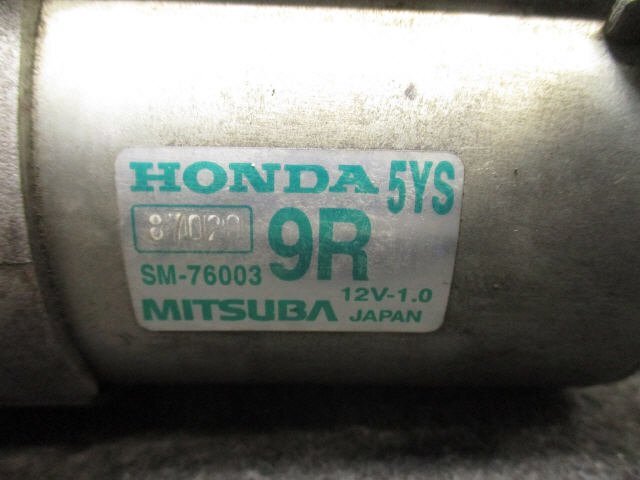 HONDA 5YS
9R
SM-76003
12V-1.0
MITSUBA JAPAN